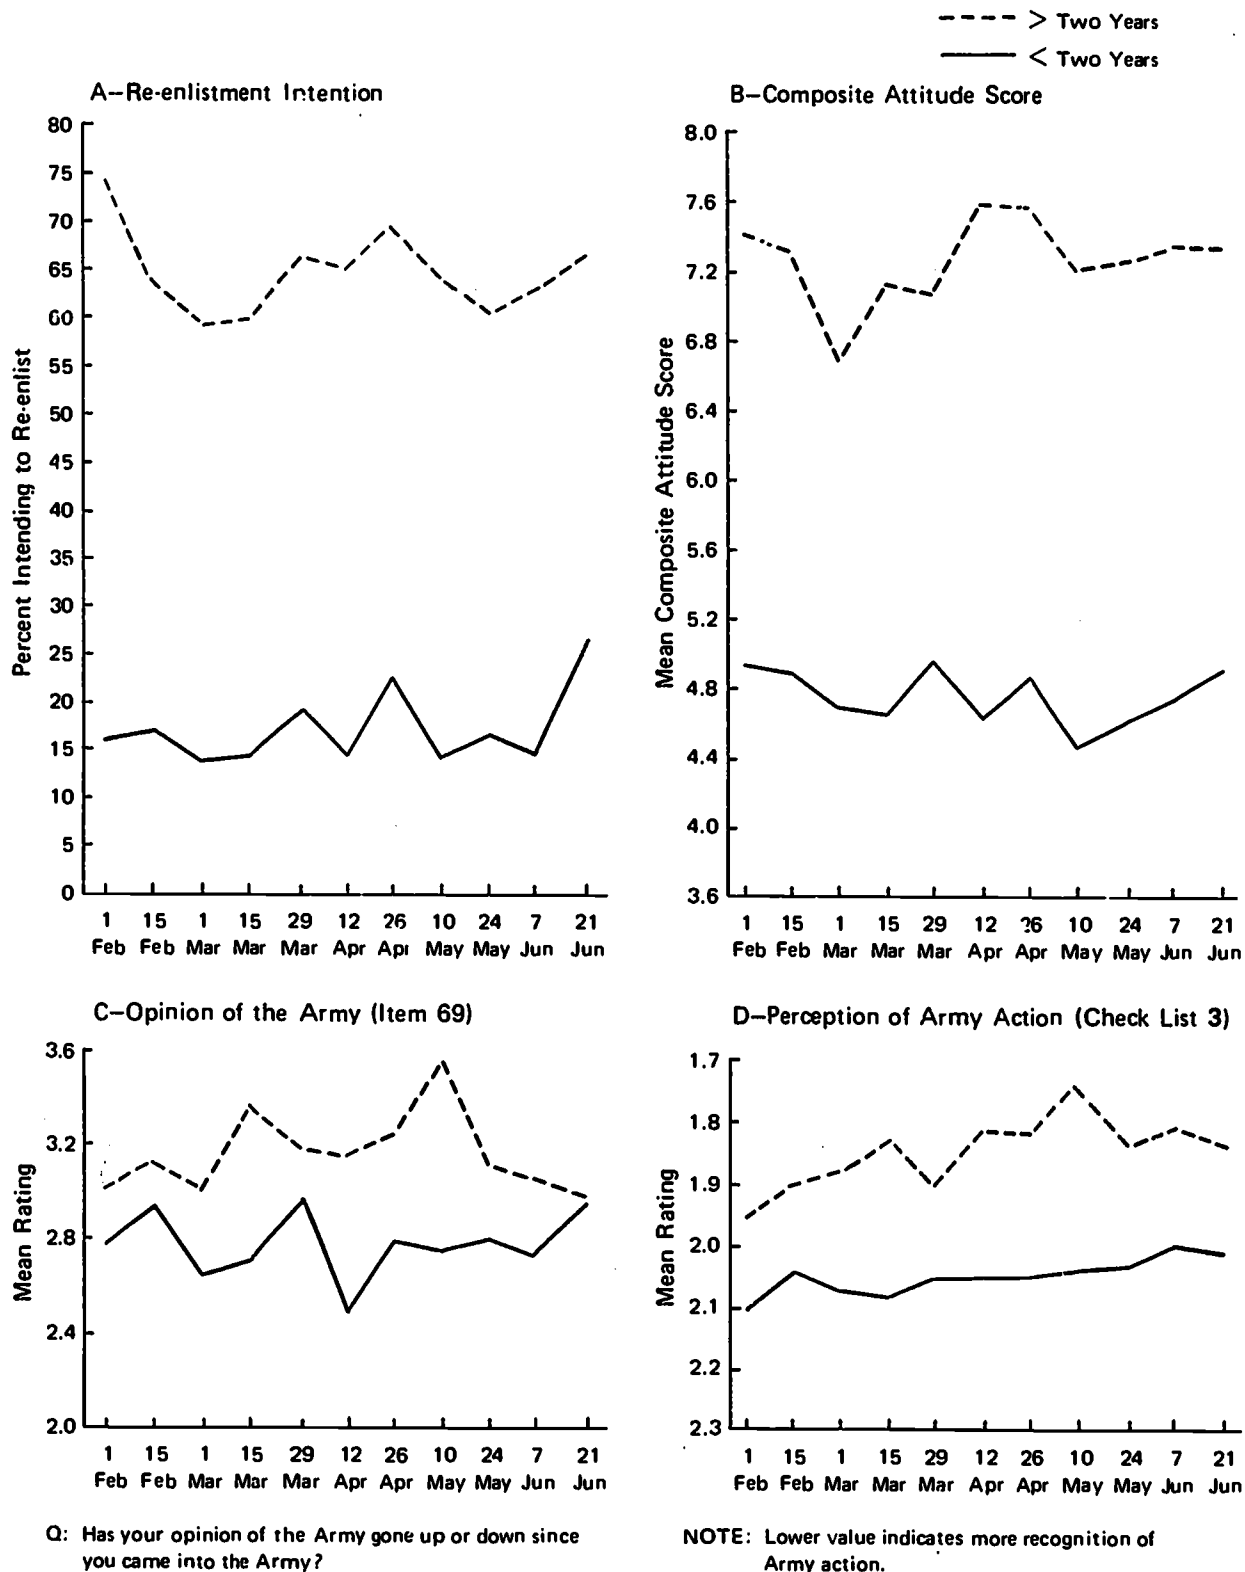 > Two Years
< Two Years
A–Re-enlistment Intention
80
75
70
65
60
55
50
45
40
35
30
25
20
15
10
5
0
Percent Intending to Re-enlist
1 15 1 15 29 12 26 10 24 7 21
Feb Feb Mar Mar Mar Apr Apr May May Jun Jun
B–Composite Attitude Score
8.0
7.6
7.2
6.8
6.4
6.0
5.6
5.2
4.8
4.4
4.0
3.6
Mean Composite Attitude Score
1 15 1 15 29 12 26 10 24 7 21
Feb Feb Mar Mar Mar Apr Apr May May Jun Jun
C–Opinion of the Army (Item 69)
3.6
3.2
2.8
2.4
2.0
Mean Rating
1 15 1 15 29 12 26 10 24 7 21
Feb Feb Mar Mar Mar Apr Apr May May Jun Jun
Q: Has your opinion of the Army gone up or down since
you came into the Army?
D–Perception of Army Action (Check List 3)
1.7
1.8
1.9
2.0
2.1
2.2
2.3
Mean Rating
1 15 1 15 29 12 26 10 24 7 21
Feb Feb Mar Mar Mar Apr Apr May May Jun Jun
NOTE: Lower value indicates more recognition of
Army action.